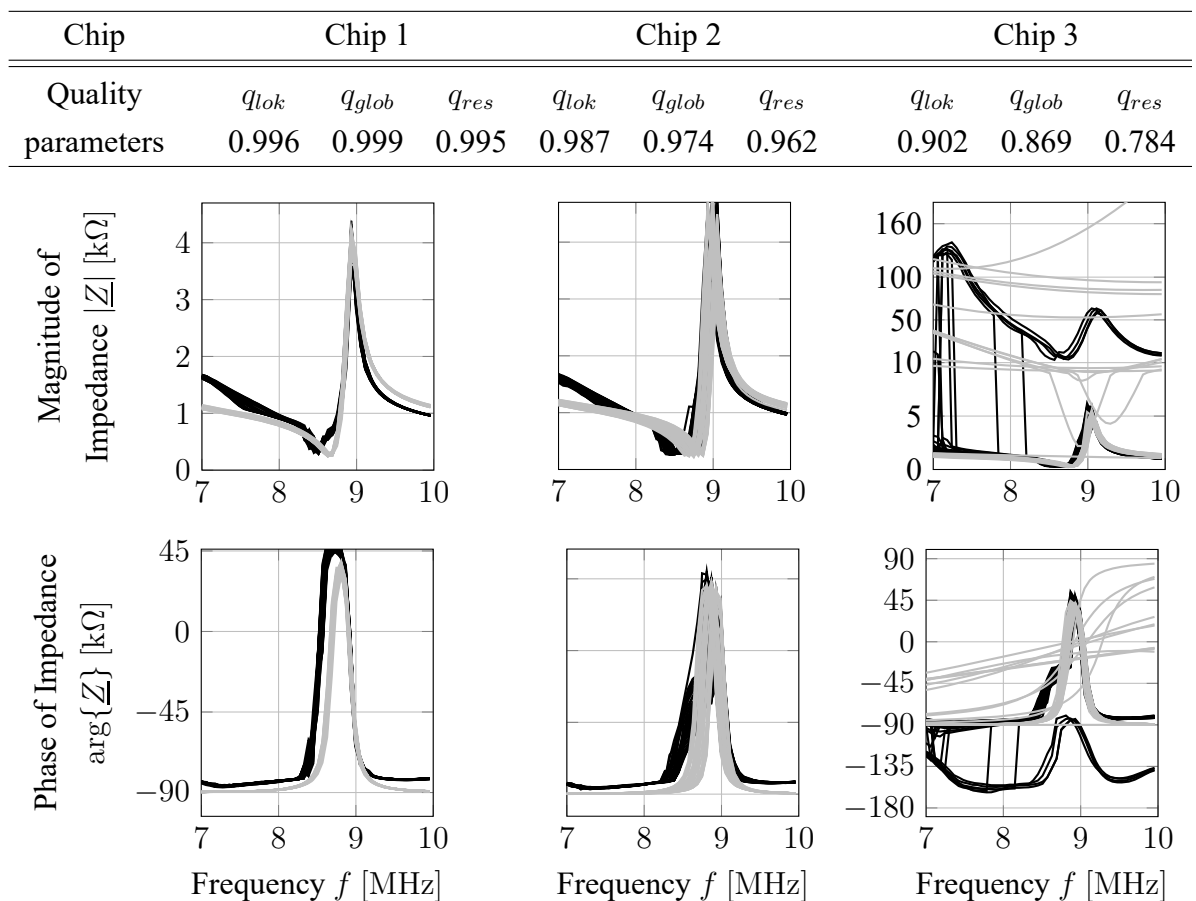 Chip Chip 1 Chip 2 Chip 3
Quality q_lok q_glob q_res q_lok q_glob q_res q_lok q_glob q_res
parameters 0.996 0.999 0.995 0.987 0.974 0.962 0.902 0.869 0.784
Magnitude of
Impedance |Z| [kΩ]
4
3
2
1
0
7 8 9 10
7 8 9 10
160
100
50
10
5
0
7 8 9 10
Phase of Impedance
arg{Z} [kΩ]
45
0
−45
−90
7 8 9 10
7 8 9 10
90
45
0
−45
−90
−135
−180
7 8 9 10
Frequency f [MHz] Frequency f [MHz] Frequency f [MHz]